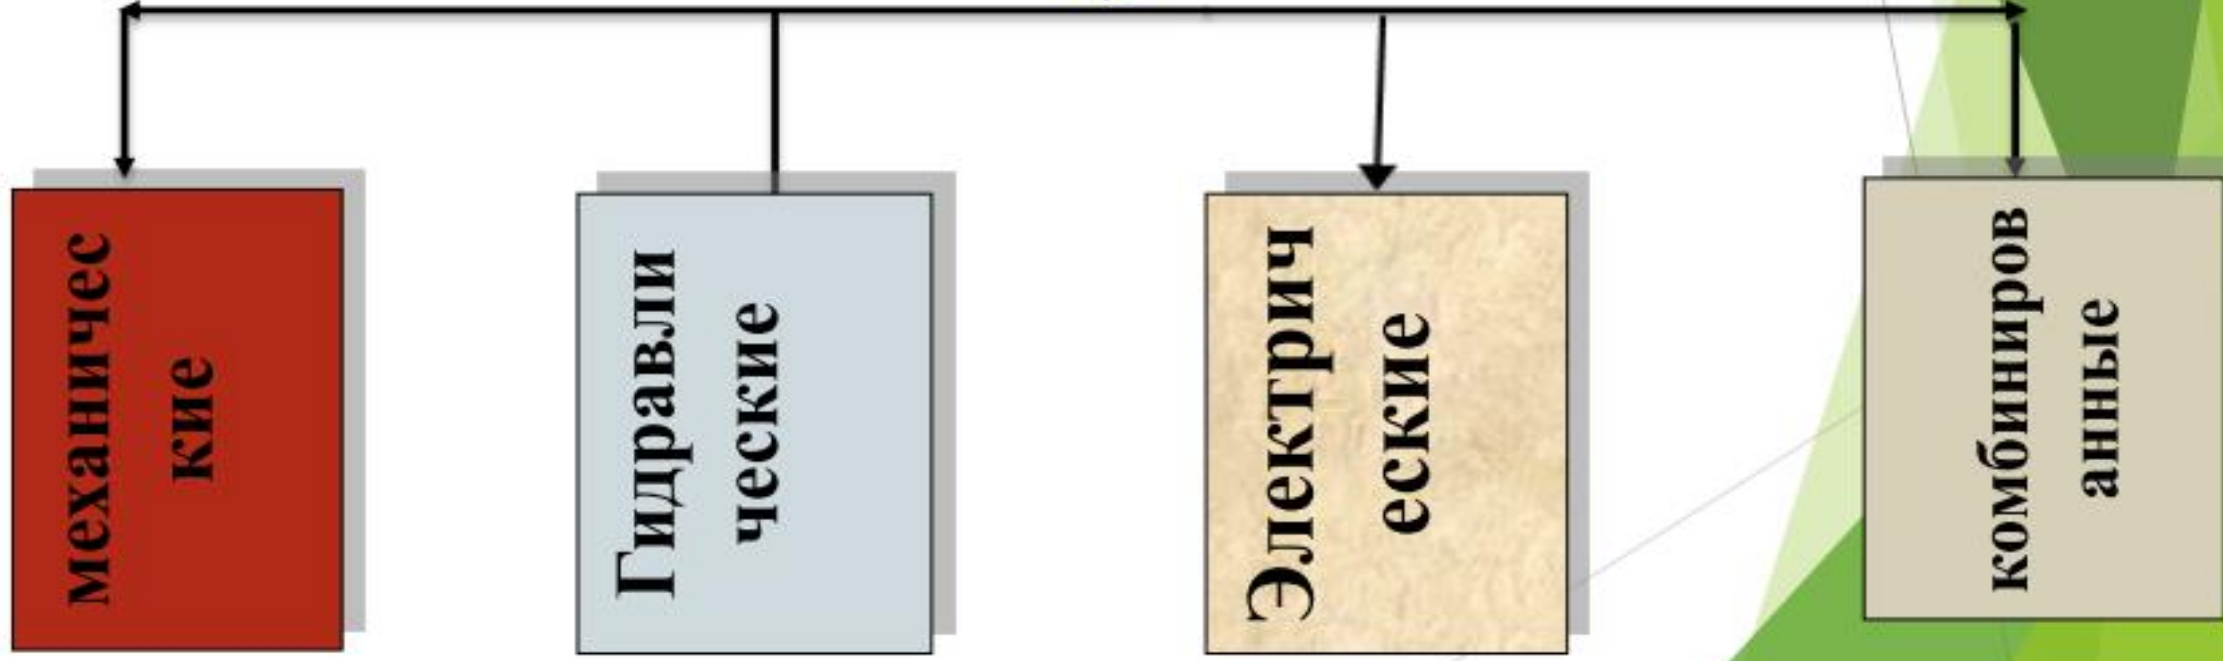 механичес
кие
Гидравли
ческие
Электрич
еские
комбиниров
анные